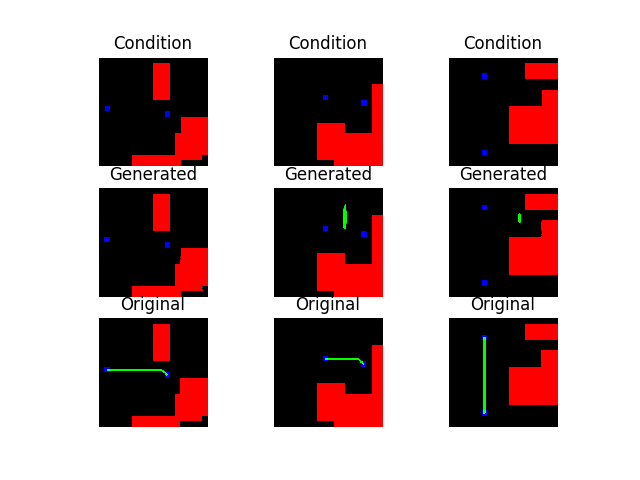 Condition
Condition
Condition
Generated
Generated
Generated
Original
Original
Original